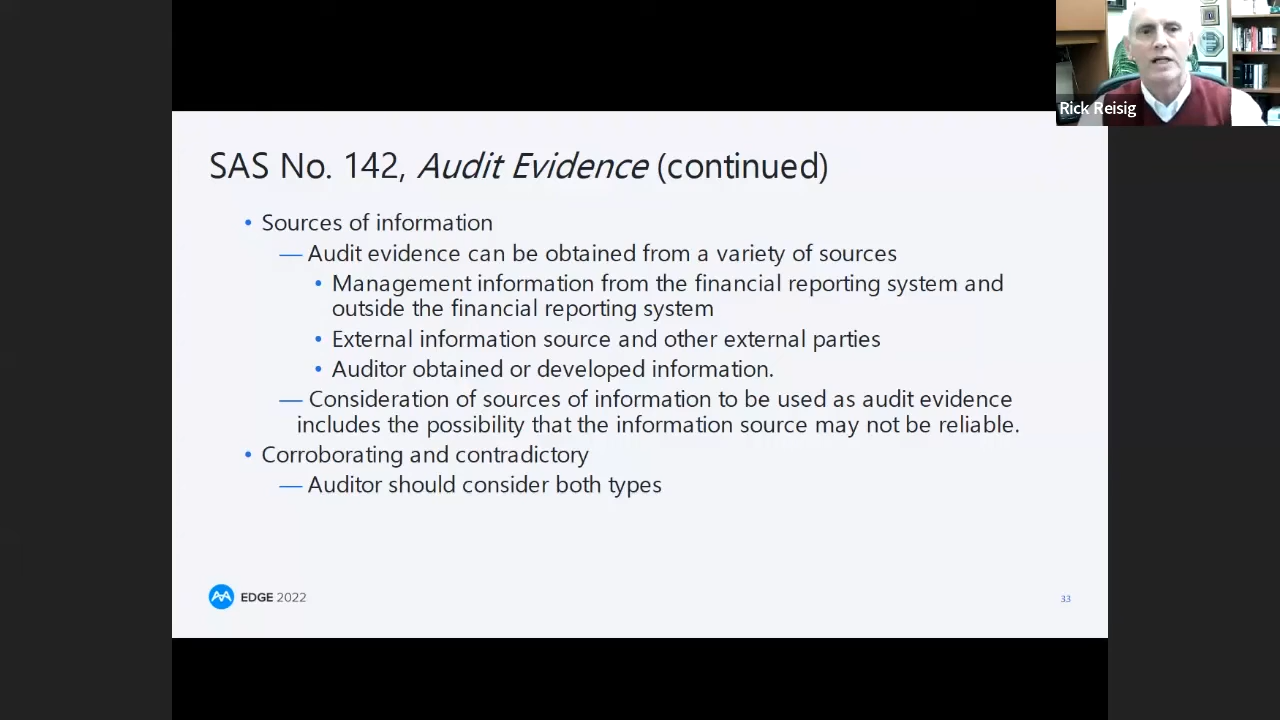 Rick Reisig
SAS No. 142, Audit Evidence (continued)
• Sources of information
— Audit evidence can be obtained from a variety of sources
• Management information from the financial reporting system and
outside the financial reporting system
• External information source and other external parties
• Auditor obtained or developed information.
— Consideration of sources of information to be used as audit evidence
includes the possibility that the information source may not be reliable.
• Corroborating and contradictory
— Auditor should consider both types
EDGE 2022
33